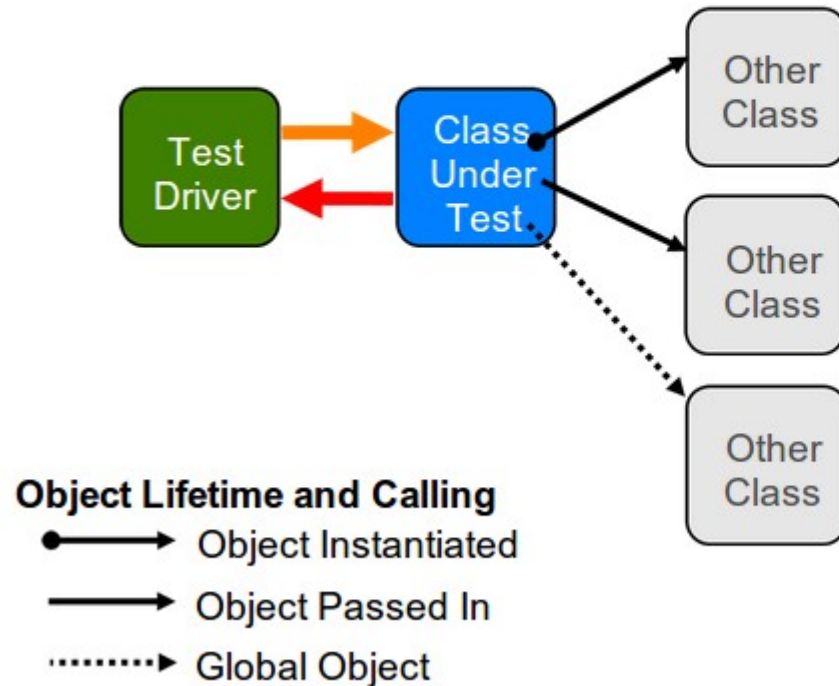 Other
Class
Test
Driver
Class
Under
Test
Other
Class
Other
Class
Object Lifetime and Calling
Object Instantiated
Object Passed In
Global Object